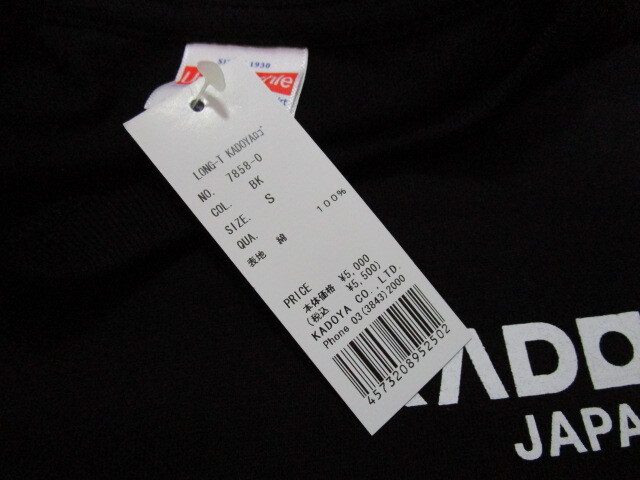 1930
LONG-T KADOYAロゴ
NO. 7858-0
COL. BK
SIZE. S
QUA.
表地 綿 100%
PRICE
本体価格 ¥5,000
(税込 ¥5,500)
KADOYA CO.,LTD.
Phone 03(3843)2000
4573208952502
JAPA